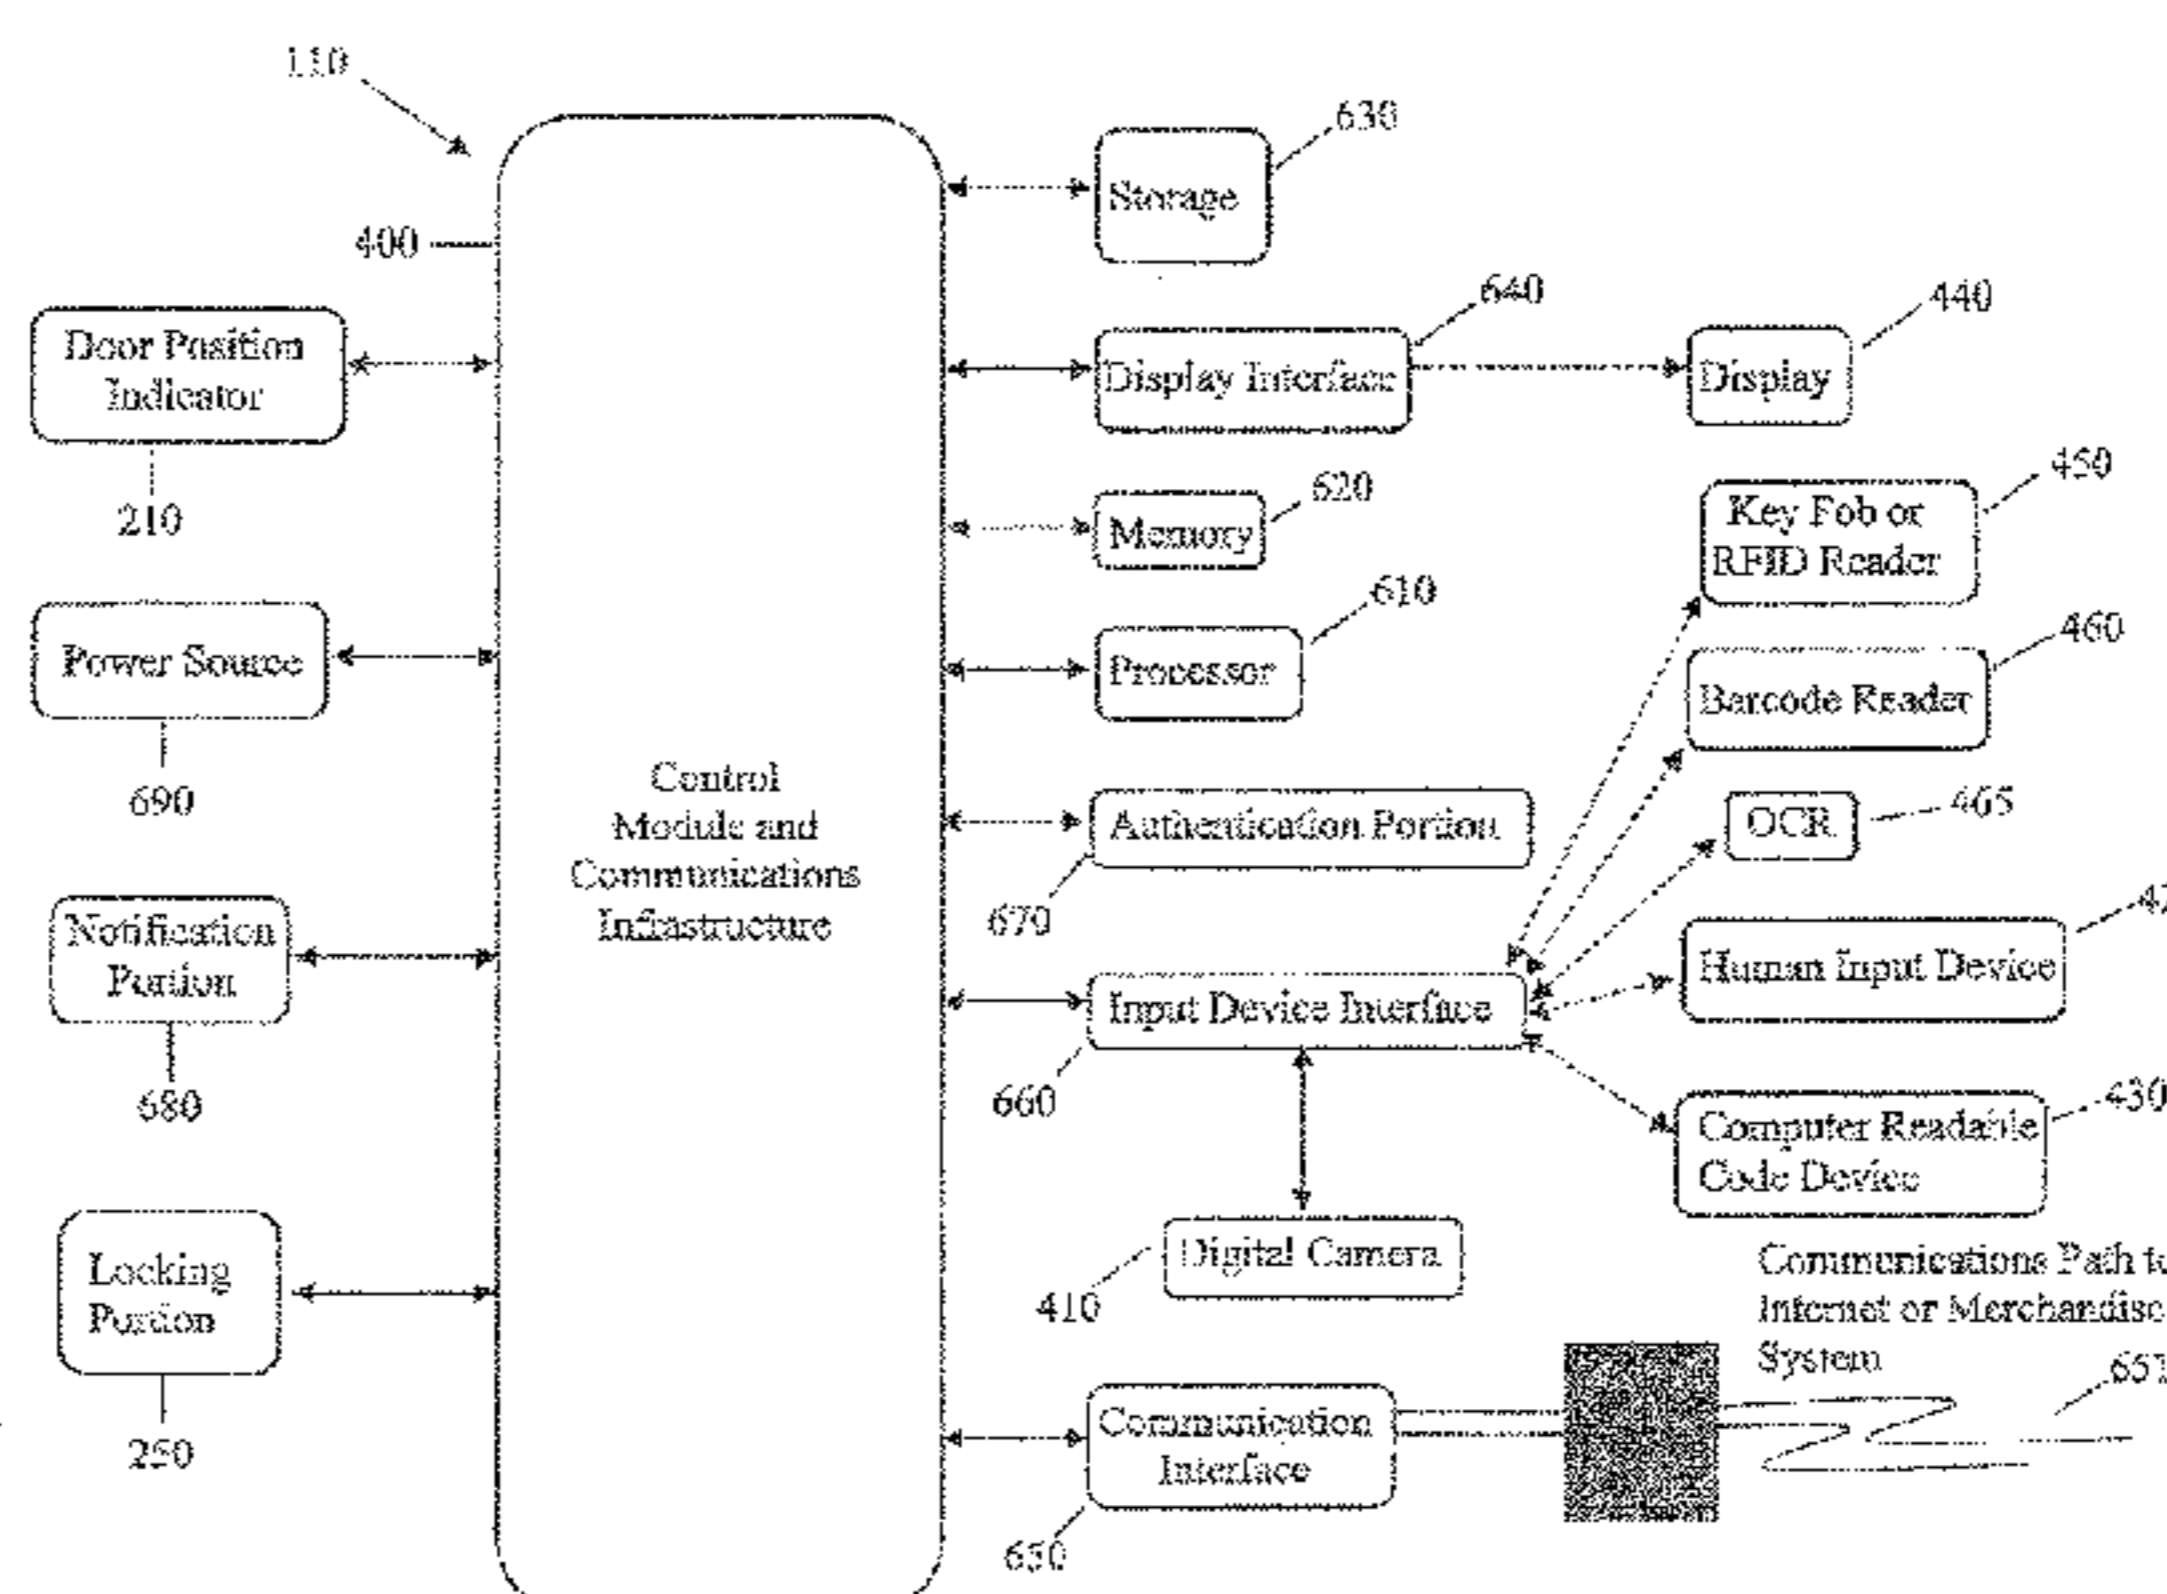 110
630
Storage
400
640
440
Door Position
Indicator
Display Interface
Display
210
620
Memory
450
Key Fob or
RFID Reader
610
Processor
460
Barcode Reader
Power Source
690
Control
Module and
Communications
Infrastructure
Authentication Portion
670
OCR
465
Notification
Portion
680
Input Device Interface
660
Human Input Device
Computer Readable
Code Device
430
Digital Camera
410
Locking
Portion
250
Communications Path to
Internet or Merchandise
System
651
Communication
Interface
650